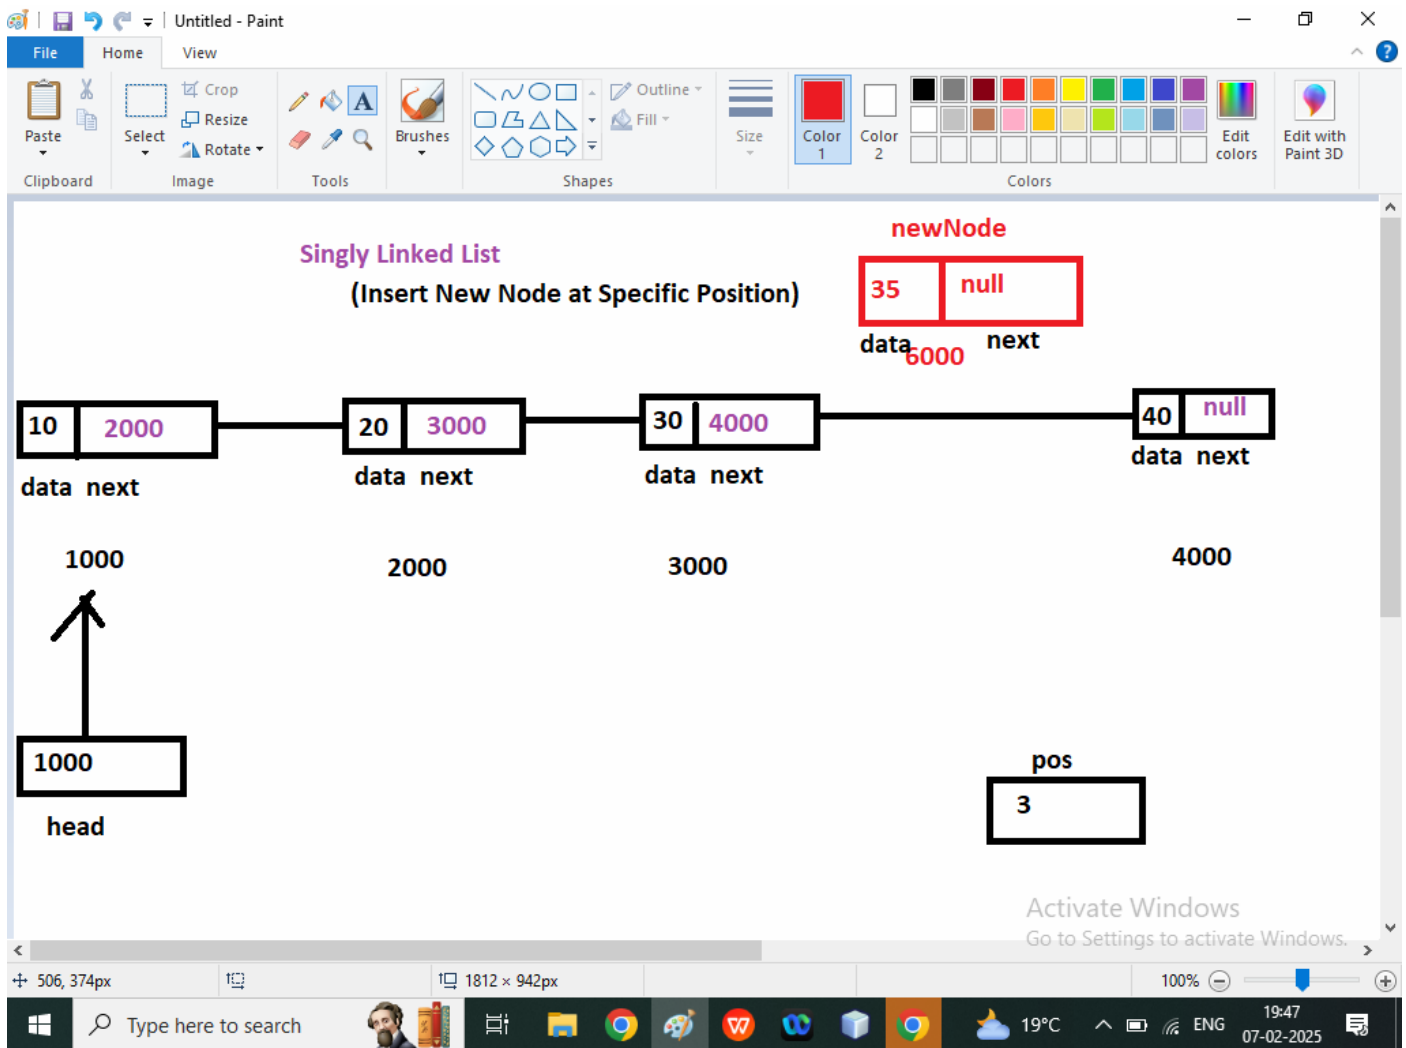 Untitled - Paint
File Home View
Paste
Clipboard
Select
Crop
Resize
Rotate
Image
A
Tools
Brushes
Outline
Fill
Shapes
Size
Color
1
Color
2
Edit
colors
Colors
Edit with
Paint 3D
newNode
Singly Linked List
(Insert New Node at Specific Position)
35 null
data next
6000
10 2000
20 3000
30 4000
40 null
data next
data next
data next
data next
1000
2000
3000
4000
1000
head
pos
3
Activate Windows
Go to Settings to activate Windows.
506, 374px
1812 × 942px
100%
Type here to search
19°C
ENG
19:47
07-02-2025